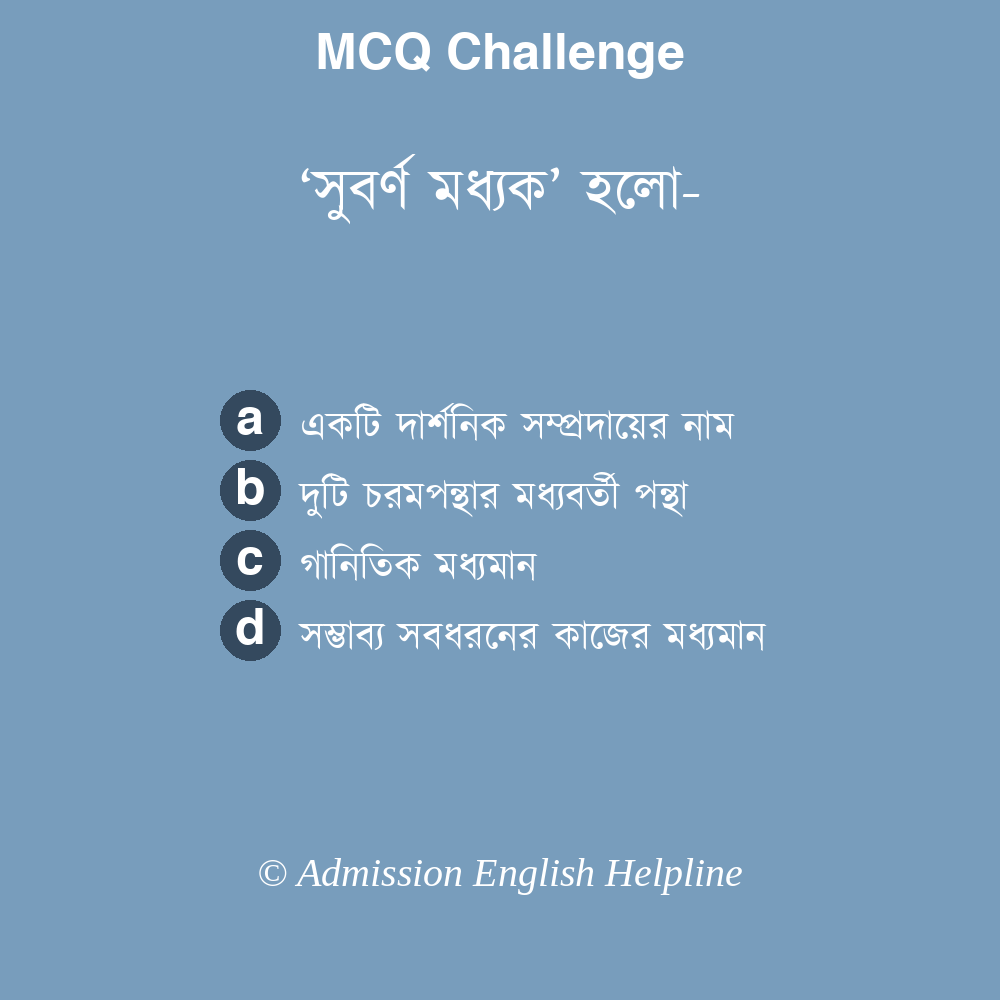 MCQ Challenge
‘সুবর্ণ মধ্যক’ হলো-
a একটি দার্শনিক সম্প্রদায়ের নাম
b দুটি চরমপন্থার মধ্যবর্তী পন্থা
c গানিতিক মধ্যমান
d সম্ভাব্য সবধরনের কাজের মধ্যমান
© Admission English Helpline